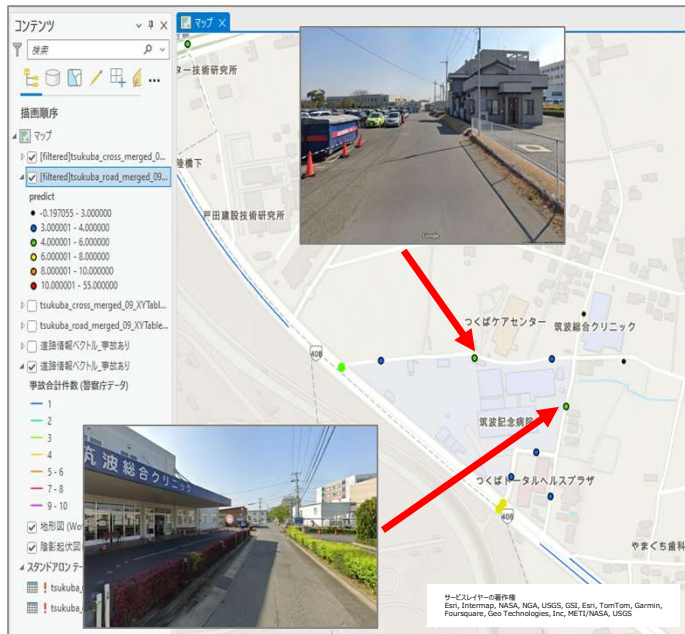 コンテンツ
検索
描画順序
マップ
[filtered]tsukuba_cross_merged_0...
[filtered]tsukuba_road_merged_09...
predict
-0.197055 - 3.000000
3.000001 - 4.000000
4.000001 - 6.000000
6.000001 - 8.000000
8.000001 - 10.000000
10.000001 - 55.000000
tsukuba_cross_merged_09_XYTabl...
tsukuba_road_merged_09_XYTable...
道路情報ベクトル_事故あり
道路情報ベクトル_事故あり
事故合計件数 (警察庁データ)
1
2
3
4
5 - 6
7 - 8
9 - 10
地形図 (Wo
陰影起伏図
スタンドアロン テー
! tsukuba_
! tsukuba_
マップ
ター技術研究所
陸橋下
戸田建設技術研究所
Google
408
つくばケアセンター
筑波総合クリニック
筑波記念病院
つくばトータルヘルスプラザ
408
やまぐち歯科
筑波総合クリニック
サービスレイヤーの著作権
Esri, Intermap, NASA, NGA, USGS, GSI, Esri, TomTom, Garmin,
Foursquare, Geo Technologies, Inc, METI/NASA, USGS